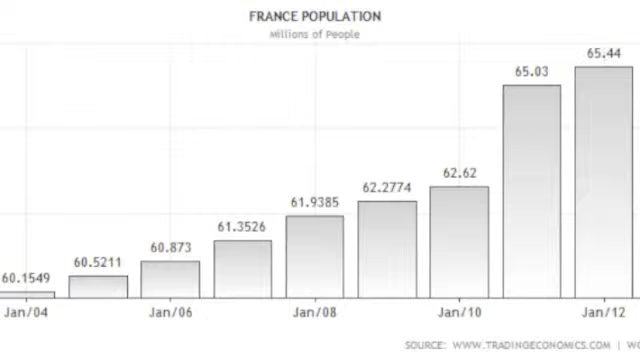 FRANCE POPULATION
Millions of People
65.44
65.03
62.62
62.2774
61.9385
61.3526
60.873
60.5211
60.1549
Jan/04 Jan/06 Jan/08 Jan/10 Jan/12
SOURCE: WWW.TRADINGECONOMICS.COM |